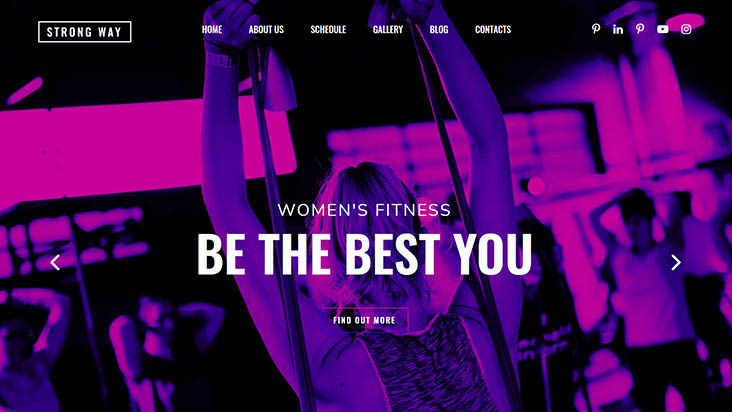 STRONG WAY
HOME ABOUT US SCHEDULE GALLERY BLOG CONTACTS
WOMEN'S FITNESS
BE THE BEST YOU
FIND OUT MORE